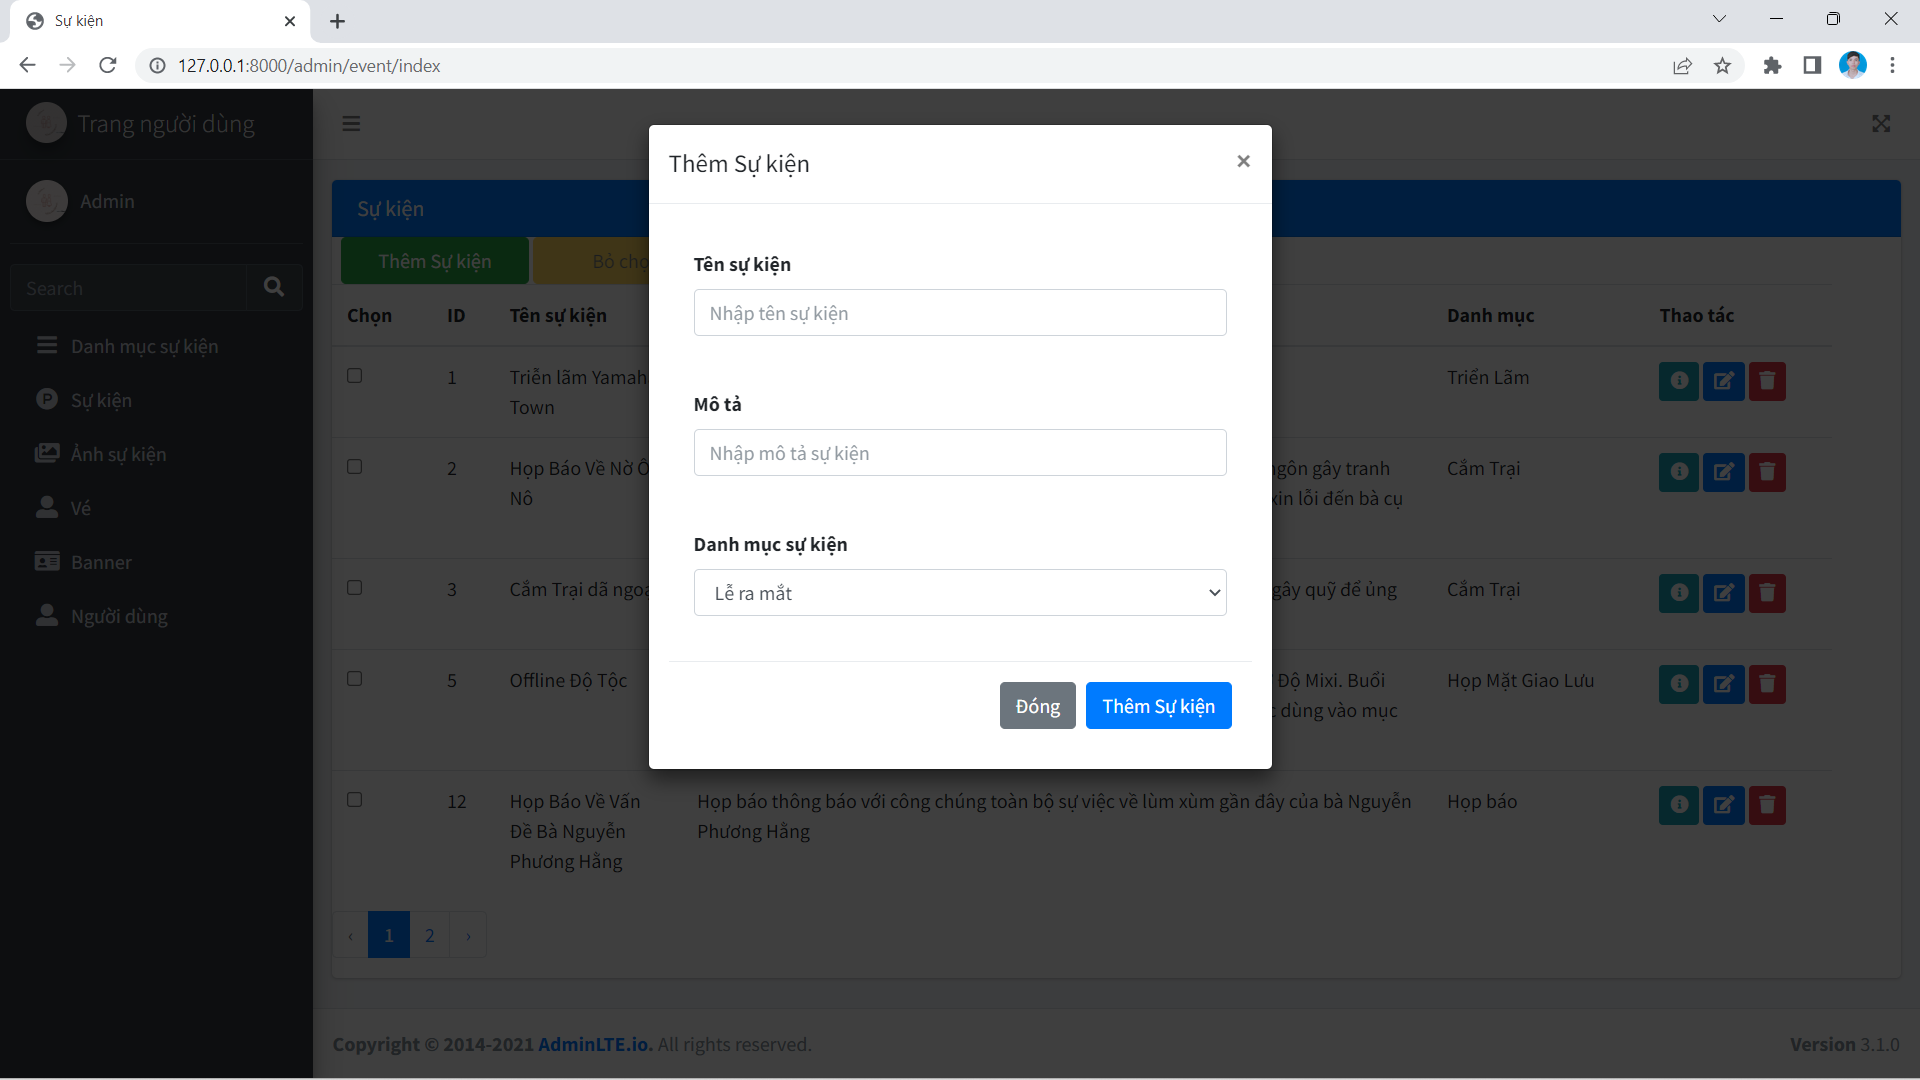 Sự kiện
127.0.0.1:8000/admin/event/index
Trang người dùng
Admin
Search
Danh mục sự kiện
Sự kiện
Ảnh sự kiện
Vé
Banner
Người dùng
Sự kiện
Thêm Sự kiện
Bỏ
Chọn ID Tên sự kiện Danh mục Thao tác
1 Triễn lãm Triển Lãm
Town
2 Họp Báo Về Nờ gây tranh Cắm Trại
Nô xin lỗi đến bà cụ
3 Cắm Trại dã gây quỹ để ủng Cắm Trại
5 Offline Độ Tộc Độ Mixi. Buổi Họp Mặt Giao Lưu
dùng vào mục
12 Họp Báo Về Vấn Họp báo thông báo với công chúng toàn bộ sự việc về lùm xùm gần đây của bà Nguyễn Họp báo
Đề Bà Nguyễn Phương Hằng
Phương Hằng
‹ 1 2 ›
Thêm Sự kiện
×
Tên sự kiện
Nhập tên sự kiện
Mô tả
Nhập mô tả sự kiện
Danh mục sự kiện
Lễ ra mắt
Đóng Thêm Sự kiện
Copyright © 2014-2021 AdminLTE.io. All rights reserved.
Version 3.1.0